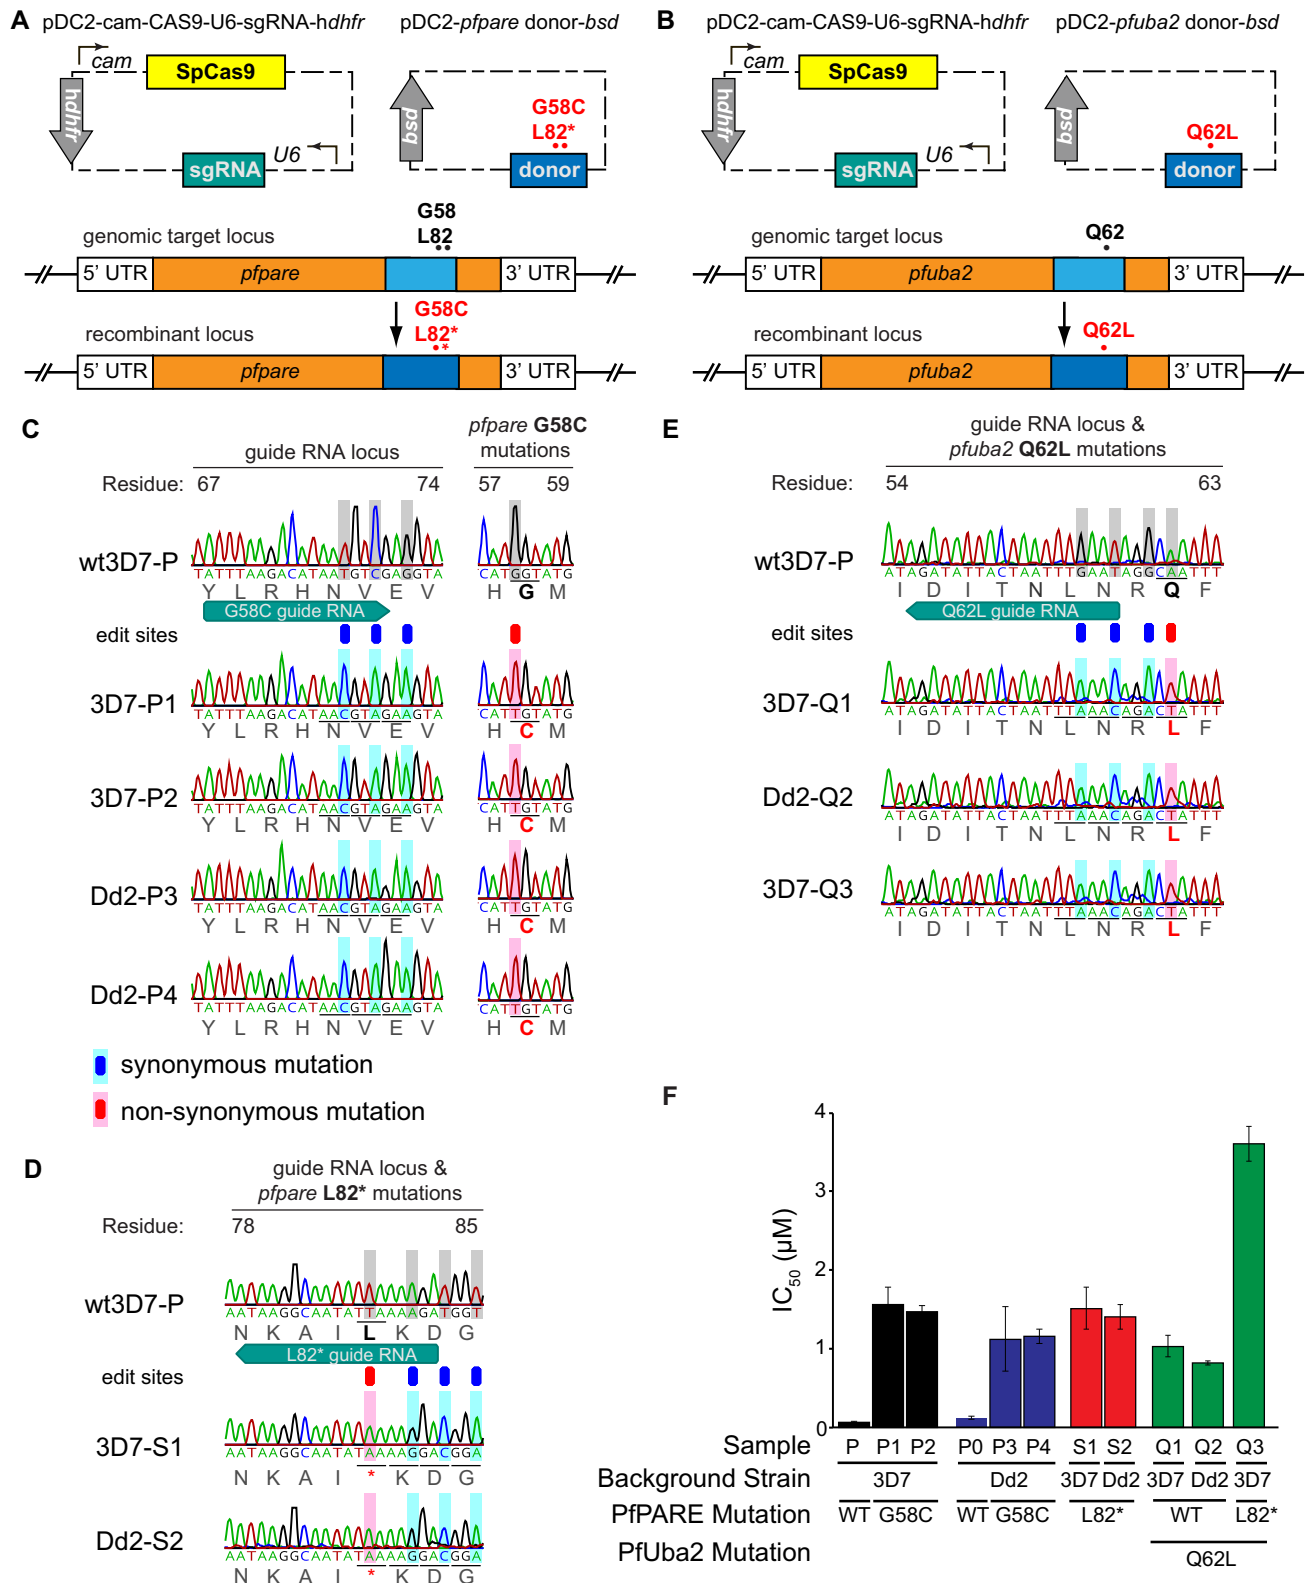 A pDC2-cam-CAS9-U6-sgRNA-hdhfr pDC2-pfpare donor-bsd
cam
SpCas9
hdhfr
sgRNA
U6
bsd
G58C
L82*
donor
G58
L82
genomic target locus
5' UTR pfpare 3' UTR
G58C
L82*
recombinant locus
5' UTR pfpare 3' UTR
B pDC2-cam-CAS9-U6-sgRNA-hdhfr pDC2-pfuba2 donor-bsd
cam
SpCas9
hdhfr
sgRNA
U6
bsd
Q62L
donor
Q62
genomic target locus
5' UTR pfuba2 3' UTR
Q62L
recombinant locus
5' UTR pfuba2 3' UTR
C
guide RNA locus
pfpare G58C
mutations
Residue: 67 74 57 59
wt3D7-P
TATTTAAGACATAATGTCGAGGTA CATGGTATG
Y L R H N V E V H G M
G58C guide RNA
edit sites
3D7-P1
TATTTAAGACATAACGTAGAAGTA CATTGTATG
Y L R H N V E V H C M
3D7-P2
TATTTAAGACATAACGTAGAAGTA CATTGTATG
Y L R H N V E V H C M
Dd2-P3
TATTTAAGACATAACGTAGAAGTA CATTGTATG
Y L R H N V E V H C M
Dd2-P4
TATTTAAGACATAACGTAGAAGTA CATTGTATG
Y L R H N V E V H C M
synonymous mutation
non-synonymous mutation
D
guide RNA locus &
pfpare L82* mutations
Residue: 78 85
wt3D7-P
AATAAGGCAATATTAAAAGATGGT
N K A I L K D G
L82* guide RNA
edit sites
3D7-S1
AATAAGGCAATATAAAAGGACGGA
N K A I * K D G
Dd2-S2
AATAAGGCAATATAAAAGGACGGA
N K A I * K D G
E
guide RNA locus &
pfuba2 Q62L mutations
Residue: 54 63
wt3D7-P
ATAGATATTACTAATTTGAATAGGCAATTT
I D I T N L N R Q F
Q62L guide RNA
edit sites
3D7-Q1
ATAGATATTACTAATTTAAACAGACTATTT
I D I T N L N R L F
Dd2-Q2
ATAGATATTACTAATTTAAACAGACTATTT
I D I T N L N R L F
3D7-Q3
ATAGATATTACTAATTTAAACAGACTATTT
I D I T N L N R L F
F
IC50 (µM)
4
3
2
1
0
Sample P P1 P2 P0 P3 P4 S1 S2 Q1 Q2 Q3
Background Strain 3D7 Dd2 3D7 Dd2 3D7 Dd2 3D7
PfPARE Mutation WT G58C WT G58C L82* WT L82*
PfUba2 Mutation Q62L